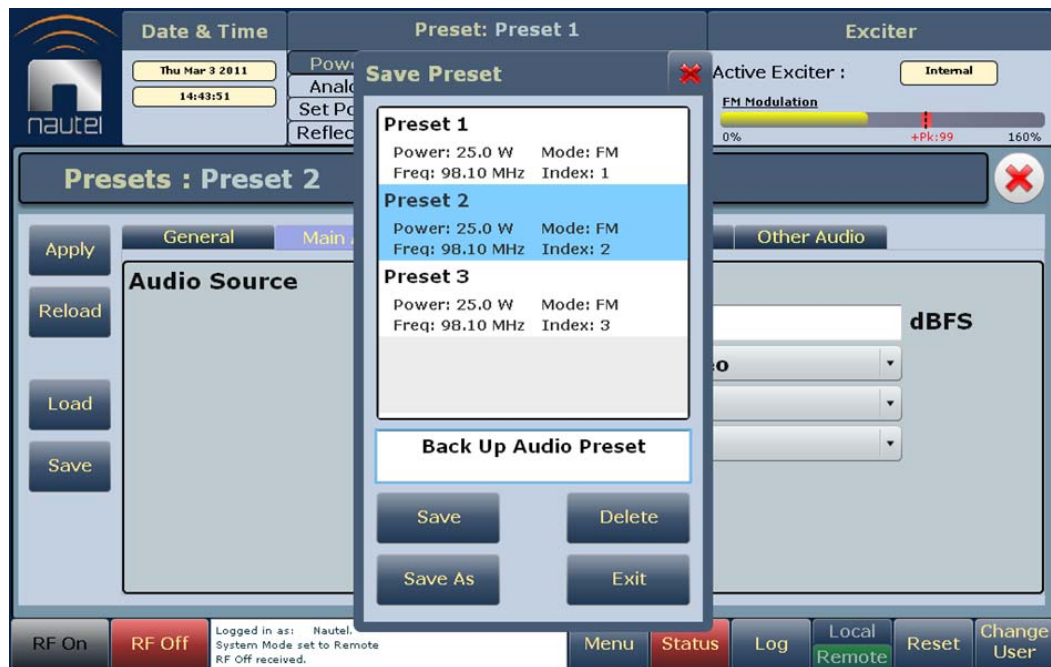 Date & Time
Preset: Preset 1
Exciter
nautel
Thu Mar 3 2011
14:43:51
Active Exciter :
Internal
FM Modulation
0%
+Pk:99
160%
Presets : Preset 2
General
Main
Other Audio
Apply
Reload
Load
Save
Audio Source
dBFS
Save Preset
Preset 1
Power: 25.0 W Mode: FM
Freq: 98.10 MHz Index: 1
Preset 2
Power: 25.0 W Mode: FM
Freq: 98.10 MHz Index: 2
Preset 3
Power: 25.0 W Mode: FM
Freq: 98.10 MHz Index: 3
Back Up Audio Preset
Save
Delete
Save As
Exit
RF On
RF Off
Logged in as: Nautel.
System Mode set to Remote
RF Off received.
Menu
Status
Log
Local
Remote
Reset
Change
User